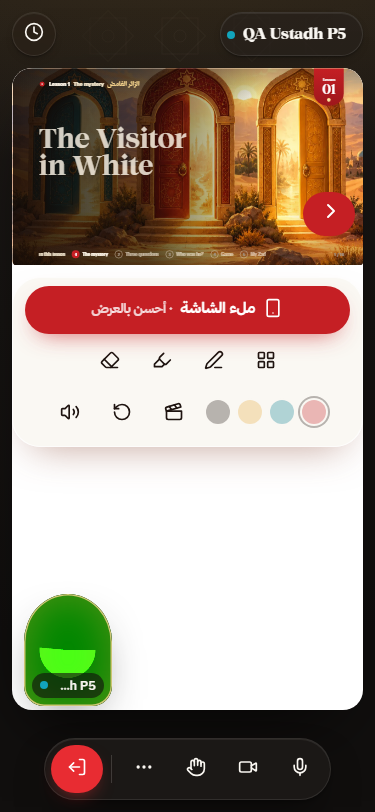 QA Ustadh P5
Lesson 1 The mystery الزائر الغامض
Lesson
01
The Visitor
in White
The mystery
ملء الشاشة · أحسن بالعرض
...h P5